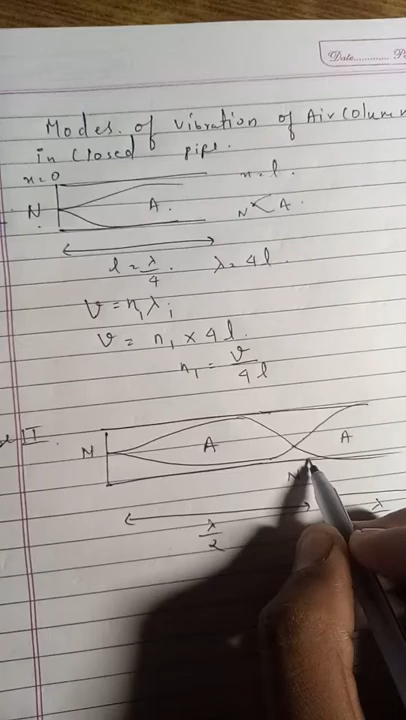 Date............ P
Modes. of vibration of Air Column
in closed pipe.
x=0 x=l.
N A. N A.
l = λ/4. λ=4l.
V = n₁λ₁
V = n₁ × 4l.
n₁ = V/4l
II.
N A A
N
λ/2 λ